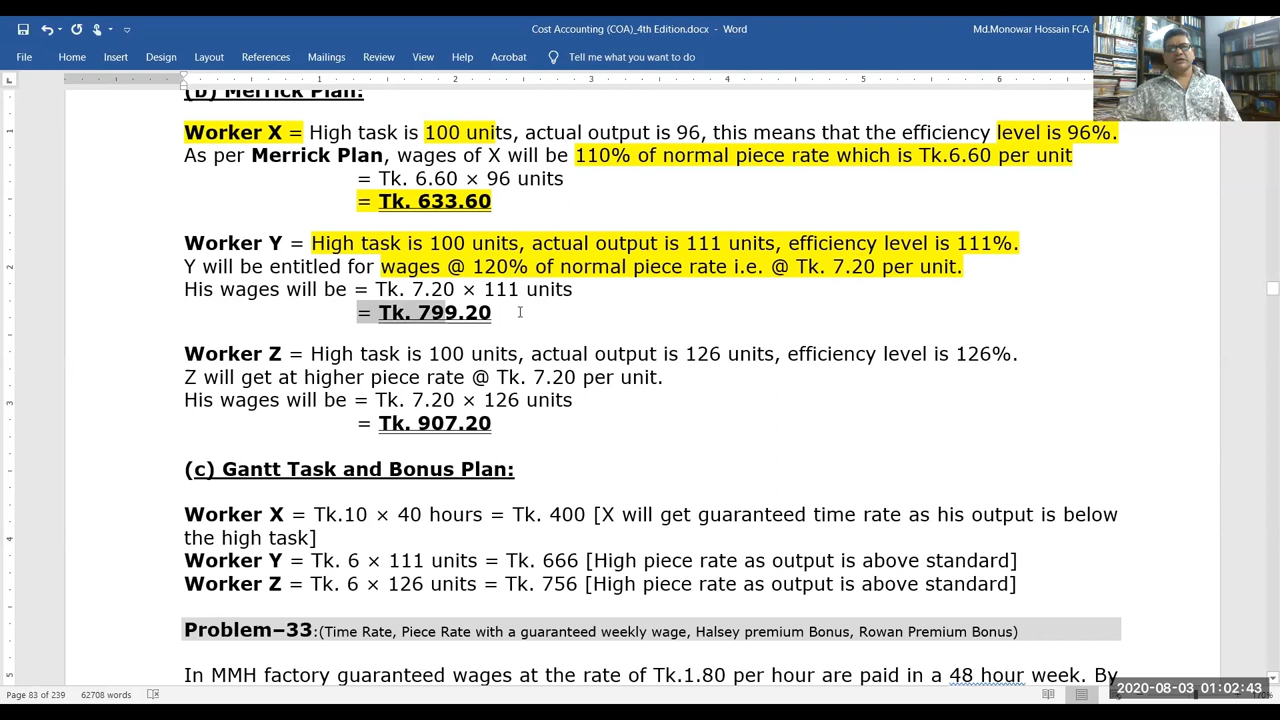 Cost Accounting (COA)_4th Edition.docx - Word
Md.Monowar Hossain FCA
File Home Insert Design Layout References Mailings Review View Help Acrobat Tell me what you want to do
1 2 3 4 5 6
(b) Merrick Plan:
Worker X = High task is 100 units, actual output is 96, this means that the efficiency level is 96%.
As per Merrick Plan, wages of X will be 110% of normal piece rate which is Tk.6.60 per unit
= Tk. 6.60 × 96 units
= Tk. 633.60
Worker Y = High task is 100 units, actual output is 111 units, efficiency level is 111%.
Y will be entitled for wages @ 120% of normal piece rate i.e. @ Tk. 7.20 per unit.
His wages will be = Tk. 7.20 × 111 units
= Tk. 799.20
Worker Z = High task is 100 units, actual output is 126 units, efficiency level is 126%.
Z will get at higher piece rate @ Tk. 7.20 per unit.
His wages will be = Tk. 7.20 × 126 units
= Tk. 907.20
(c) Gantt Task and Bonus Plan:
Worker X = Tk.10 × 40 hours = Tk. 400 [X will get guaranteed time rate as his output is below
the high task]
Worker Y = Tk. 6 × 111 units = Tk. 666 [High piece rate as output is above standard]
Worker Z = Tk. 6 × 126 units = Tk. 756 [High piece rate as output is above standard]
Problem–33:(Time Rate, Piece Rate with a guaranteed weekly wage, Halsey premium Bonus, Rowan Premium Bonus)
In MMH factory guaranteed wages at the rate of Tk.1.80 per hour are paid in a 48 hour week. By
Page 83 of 239 62708 words
2020-08-03 01:02:43